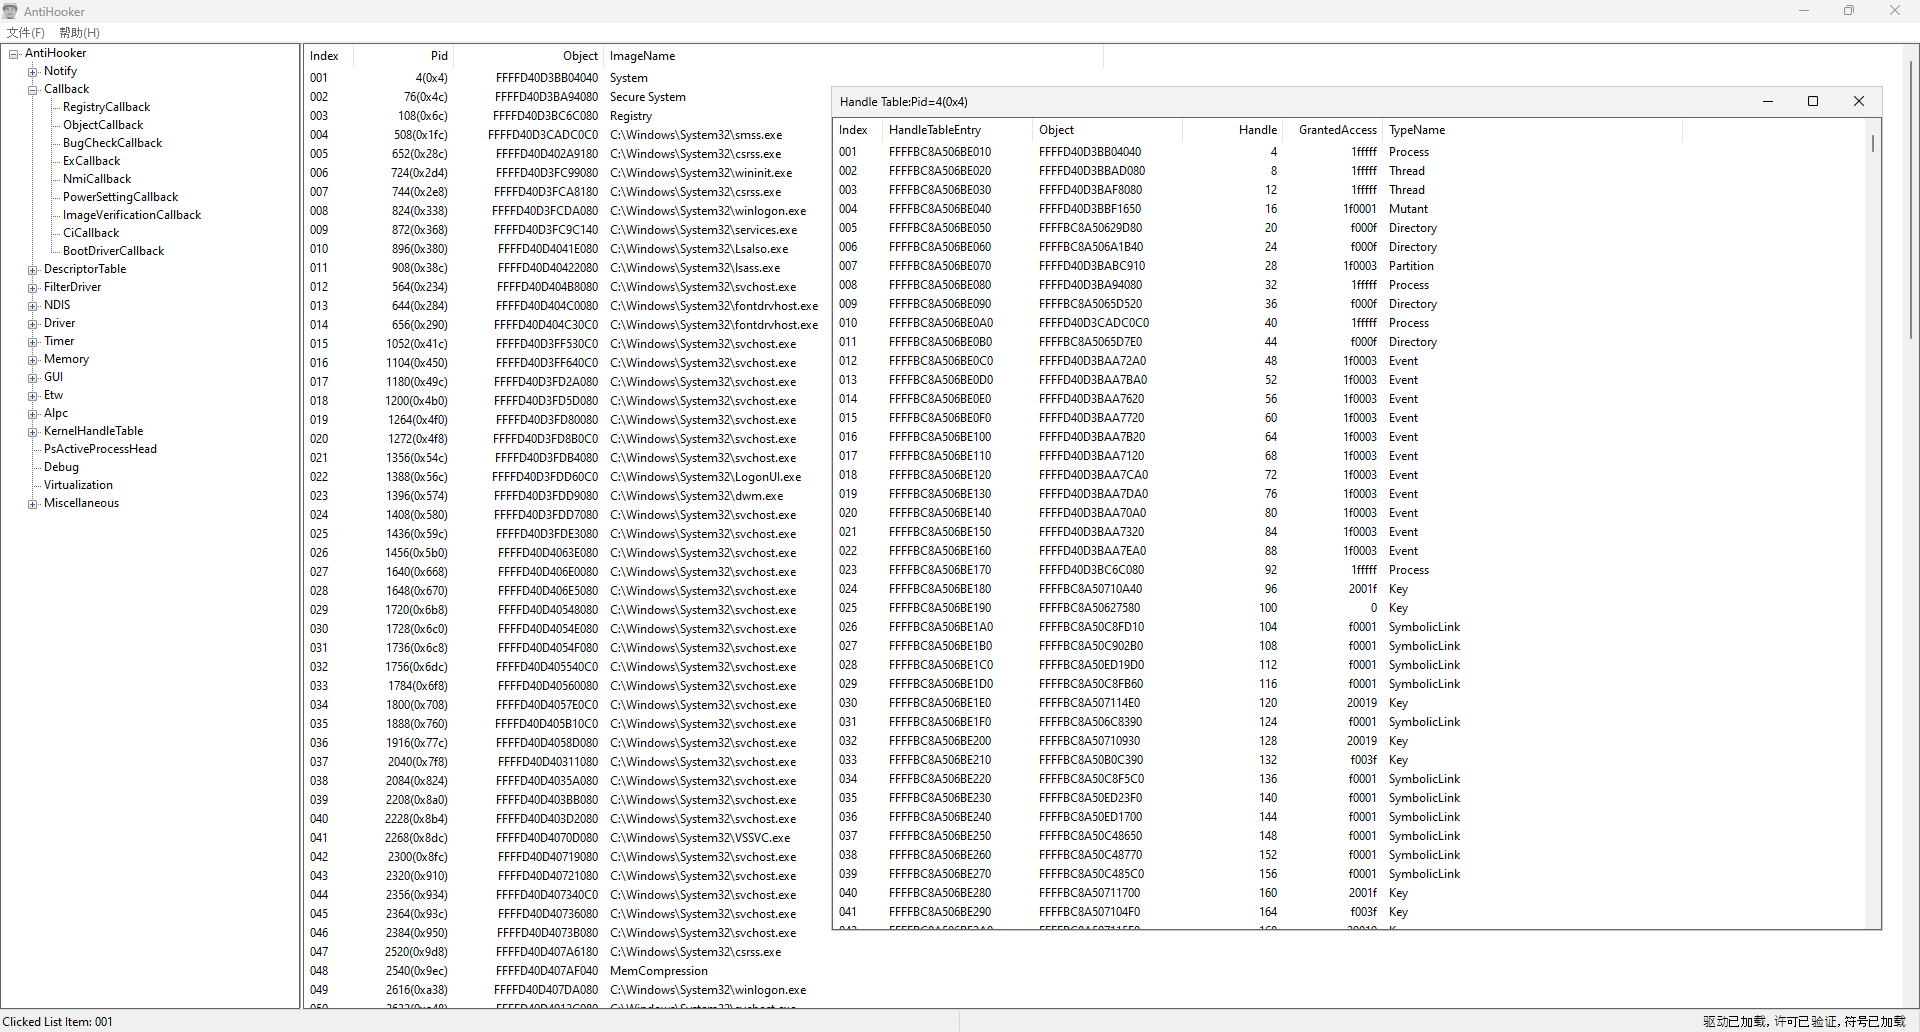 AntiHooker
文件(F) 帮助(H)
AntiHooker
Notify
Callback
RegistryCallback
ObjectCallback
BugCheckCallback
ExCallback
NmiCallback
PowerSettingCallback
ImageVerificationCallback
CiCallback
BootDriverCallback
DescriptorTable
FilterDriver
NDIS
Driver
Timer
Memory
GUI
Etw
Alpc
KernelHandleTable
PsActiveProcessHead
Debug
Virtualization
Miscellaneous
Index Pid Object ImageName
001 4(0x4) FFFFD40D3BB04040 System
002 76(0x4c) FFFFD40D3BA94080 Secure System
003 108(0x6c) FFFFD40D3BC6C080 Registry
004 508(0x1fc) FFFFD40D3CADC0C0 C:\Windows\System32\smss.exe
005 652(0x28c) FFFFD40D402A9180 C:\Windows\System32\csrss.exe
006 724(0x2d4) FFFFD40D3FC99080 C:\Windows\System32\wininit.exe
007 744(0x2e8) FFFFD40D3FCA8180 C:\Windows\System32\csrss.exe
008 824(0x338) FFFFD40D3FCDA080 C:\Windows\System32\winlogon.exe
009 872(0x368) FFFFD40D3FC9C140 C:\Windows\System32\services.exe
010 896(0x380) FFFFD40D4041E080 C:\Windows\System32\LsaIso.exe
011 908(0x38c) FFFFD40D40422080 C:\Windows\System32\lsass.exe
012 564(0x234) FFFFD40D404B8080 C:\Windows\System32\svchost.exe
013 644(0x284) FFFFD40D404C0080 C:\Windows\System32\fontdrvhost.exe
014 656(0x290) FFFFD40D404C30C0 C:\Windows\System32\fontdrvhost.exe
015 1052(0x41c) FFFFD40D3FF530C0 C:\Windows\System32\svchost.exe
016 1104(0x450) FFFFD40D3FF640C0 C:\Windows\System32\svchost.exe
017 1180(0x49c) FFFFD40D3FD2A080 C:\Windows\System32\svchost.exe
018 1200(0x4b0) FFFFD40D3FD5D080 C:\Windows\System32\svchost.exe
019 1264(0x4f0) FFFFD40D3FD80080 C:\Windows\System32\svchost.exe
020 1272(0x4f8) FFFFD40D3FD8B0C0 C:\Windows\System32\svchost.exe
021 1356(0x54c) FFFFD40D3FDB4080 C:\Windows\System32\svchost.exe
022 1388(0x56c) FFFFD40D3FDD60C0 C:\Windows\System32\LogonUI.exe
023 1396(0x574) FFFFD40D3FDD9080 C:\Windows\System32\dwm.exe
024 1408(0x580) FFFFD40D3FDD7080 C:\Windows\System32\svchost.exe
025 1436(0x59c) FFFFD40D3FDE3080 C:\Windows\System32\svchost.exe
026 1456(0x5b0) FFFFD40D4063E080 C:\Windows\System32\svchost.exe
027 1640(0x668) FFFFD40D406E0080 C:\Windows\System32\svchost.exe
028 1648(0x670) FFFFD40D406E5080 C:\Windows\System32\svchost.exe
029 1720(0x6b8) FFFFD40D40548080 C:\Windows\System32\svchost.exe
030 1728(0x6c0) FFFFD40D4054E080 C:\Windows\System32\svchost.exe
031 1736(0x6c8) FFFFD40D4054F080 C:\Windows\System32\svchost.exe
032 1756(0x6dc) FFFFD40D405540C0 C:\Windows\System32\svchost.exe
033 1784(0x6f8) FFFFD40D40560080 C:\Windows\System32\svchost.exe
034 1800(0x708) FFFFD40D4057E0C0 C:\Windows\System32\svchost.exe
035 1888(0x760) FFFFD40D405B10C0 C:\Windows\System32\svchost.exe
036 1916(0x77c) FFFFD40D4058D080 C:\Windows\System32\svchost.exe
037 2040(0x7f8) FFFFD40D40311080 C:\Windows\System32\svchost.exe
038 2084(0x824) FFFFD40D4035A080 C:\Windows\System32\svchost.exe
039 2208(0x8a0) FFFFD40D403BB080 C:\Windows\System32\svchost.exe
040 2228(0x8b4) FFFFD40D403D2080 C:\Windows\System32\svchost.exe
041 2268(0x8dc) FFFFD40D4070D080 C:\Windows\System32\VSSVC.exe
042 2300(0x8fc) FFFFD40D40719080 C:\Windows\System32\svchost.exe
043 2320(0x910) FFFFD40D40721080 C:\Windows\System32\svchost.exe
044 2356(0x934) FFFFD40D407340C0 C:\Windows\System32\svchost.exe
045 2364(0x93c) FFFFD40D40736080 C:\Windows\System32\svchost.exe
046 2384(0x950) FFFFD40D4073B080 C:\Windows\System32\svchost.exe
047 2520(0x9d8) FFFFD40D407A6180 C:\Windows\System32\csrss.exe
048 2540(0x9ec) FFFFD40D407AF040 MemCompression
049 2616(0xa38) FFFFD40D407DA080 C:\Windows\System32\winlogon.exe
Handle Table:Pid=4(0x4)
Index HandleTableEntry Object Handle GrantedAccess TypeName
001 FFFFBC8A506BE010 FFFFD40D3BB04040 4 1fffff Process
002 FFFFBC8A506BE020 FFFFD40D3BBAD080 8 1fffff Thread
003 FFFFBC8A506BE030 FFFFD40D3BAF8080 12 1fffff Thread
004 FFFFBC8A506BE040 FFFFD40D3BBF1650 16 1f0001 Mutant
005 FFFFBC8A506BE050 FFFFBC8A50629D80 20 f000f Directory
006 FFFFBC8A506BE060 FFFFBC8A506A1B40 24 f000f Directory
007 FFFFBC8A506BE070 FFFFD40D3BABC910 28 1f0003 Partition
008 FFFFBC8A506BE080 FFFFD40D3BA94080 32 1fffff Process
009 FFFFBC8A506BE090 FFFFBC8A5065D520 36 f000f Directory
010 FFFFBC8A506BE0A0 FFFFD40D3CADC0C0 40 1fffff Process
011 FFFFBC8A506BE0B0 FFFFBC8A5065D7E0 44 f000f Directory
012 FFFFBC8A506BE0C0 FFFFD40D3BAA72A0 48 1f0003 Event
013 FFFFBC8A506BE0D0 FFFFD40D3BAA7BA0 52 1f0003 Event
014 FFFFBC8A506BE0E0 FFFFD40D3BAA7620 56 1f0003 Event
015 FFFFBC8A506BE0F0 FFFFD40D3BAA7720 60 1f0003 Event
016 FFFFBC8A506BE100 FFFFD40D3BAA7B20 64 1f0003 Event
017 FFFFBC8A506BE110 FFFFD40D3BAA7120 68 1f0003 Event
018 FFFFBC8A506BE120 FFFFD40D3BAA7CA0 72 1f0003 Event
019 FFFFBC8A506BE130 FFFFD40D3BAA7DA0 76 1f0003 Event
020 FFFFBC8A506BE140 FFFFD40D3BAA70A0 80 1f0003 Event
021 FFFFBC8A506BE150 FFFFD40D3BAA7320 84 1f0003 Event
022 FFFFBC8A506BE160 FFFFD40D3BAA7EA0 88 1f0003 Event
023 FFFFBC8A506BE170 FFFFD40D3BC6C080 92 1fffff Process
024 FFFFBC8A506BE180 FFFFBC8A50710A40 96 2001f Key
025 FFFFBC8A506BE190 FFFFBC8A50627580 100 0 Key
026 FFFFBC8A506BE1A0 FFFFBC8A50C8FD10 104 f0001 SymbolicLink
027 FFFFBC8A506BE1B0 FFFFBC8A50C902B0 108 f0001 SymbolicLink
028 FFFFBC8A506BE1C0 FFFFBC8A50ED19D0 112 f0001 SymbolicLink
029 FFFFBC8A506BE1D0 FFFFBC8A50C8FB60 116 f0001 SymbolicLink
030 FFFFBC8A506BE1E0 FFFFBC8A507114E0 120 20019 Key
031 FFFFBC8A506BE1F0 FFFFBC8A506C8390 124 f0001 SymbolicLink
032 FFFFBC8A506BE200 FFFFBC8A50710930 128 20019 Key
033 FFFFBC8A506BE210 FFFFBC8A50B0C390 132 f003f Key
034 FFFFBC8A506BE220 FFFFBC8A50C8F5C0 136 f0001 SymbolicLink
035 FFFFBC8A506BE230 FFFFBC8A50ED23F0 140 f0001 SymbolicLink
036 FFFFBC8A506BE240 FFFFBC8A50ED1700 144 f0001 SymbolicLink
037 FFFFBC8A506BE250 FFFFBC8A50C48650 148 f0001 SymbolicLink
038 FFFFBC8A506BE260 FFFFBC8A50C48770 152 f0001 SymbolicLink
039 FFFFBC8A506BE270 FFFFBC8A50C485C0 156 f0001 SymbolicLink
040 FFFFBC8A506BE280 FFFFBC8A50711700 160 2001f Key
041 FFFFBC8A506BE290 FFFFBC8A507104F0 164 f003f Key
Clicked List Item: 001
驱动已加载, 许可已验证, 符号已加载